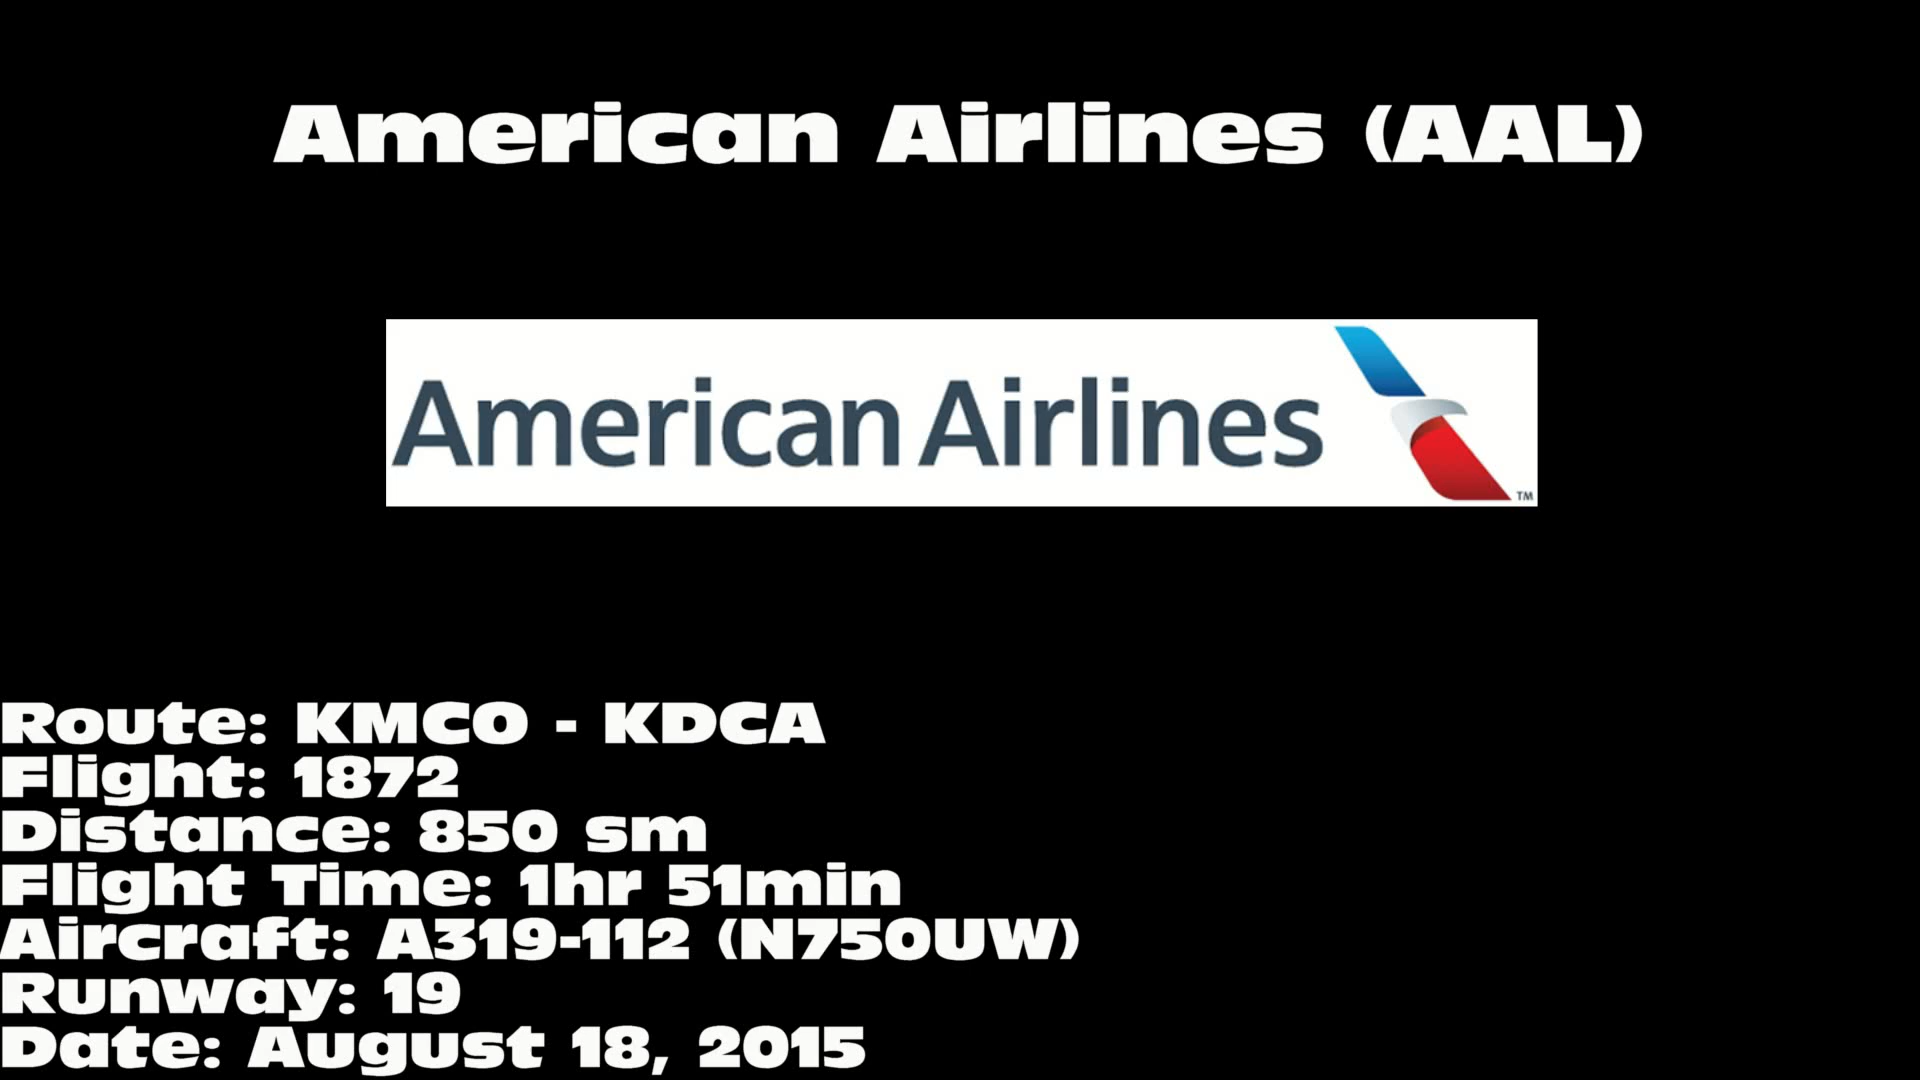 American Airlines (AAL)
American Airlines
TM
Route: KMCO - KDCA
Flight: 1872
Distance: 850 sm
Flight Time: 1hr 51min
Aircraft: A319-112 (N750UW)
Runway: 19
Date: August 18, 2015